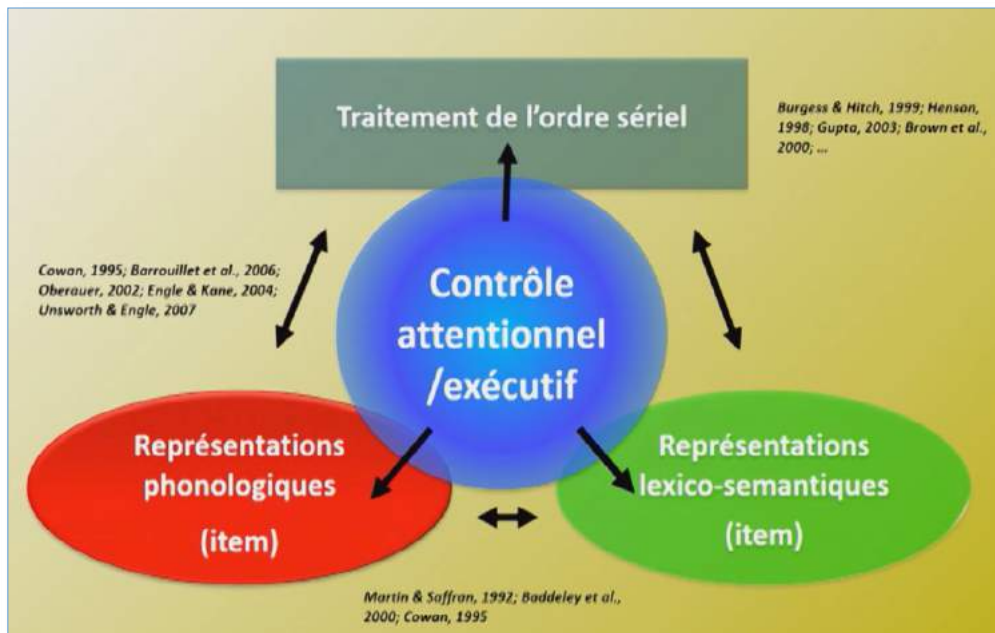 Traitement de l'ordre sériel
Burgess & Hitch, 1999; Henson,
1998; Gupta, 2003; Brown et al.,
2000; ...
Cowan, 1995; Barrouillet et al., 2006;
Oberauer, 2002; Engle & Kane, 2004;
Unsworth & Engle, 2007
Contrôle
attentionnel
/exécutif
Représentations
phonologiques
(item)
Représentations
lexico-semantiques
(item)
Martin & Saffran, 1992; Baddeley et al.,
2000; Cowan, 1995